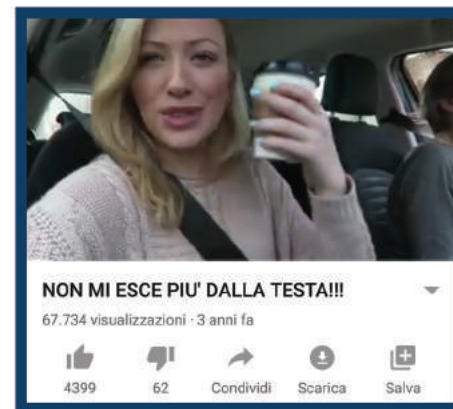 NON MI ESCE PIU' DALLA TESTA!!!
67.734 visualizzazioni · 3 anni fa
4399 62 Condividi Scarica Salva